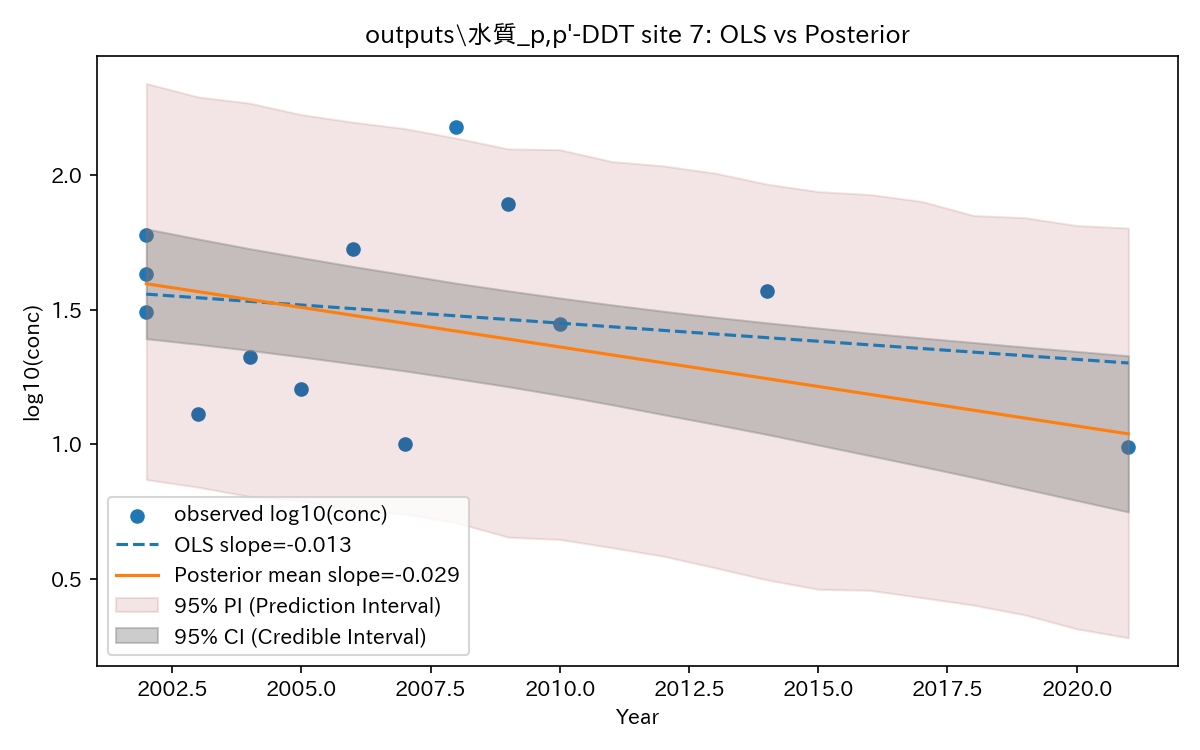 outputs\水質_p,p'-DDT site 7: OLS vs Posterior
log10(conc)
2.0
1.5
1.0
0.5
observed log10(conc)
OLS slope=-0.013
Posterior mean slope=-0.029
95% PI (Prediction Interval)
95% CI (Credible Interval)
2002.5 2005.0 2007.5 2010.0 2012.5 2015.0 2017.5 2020.0
Year